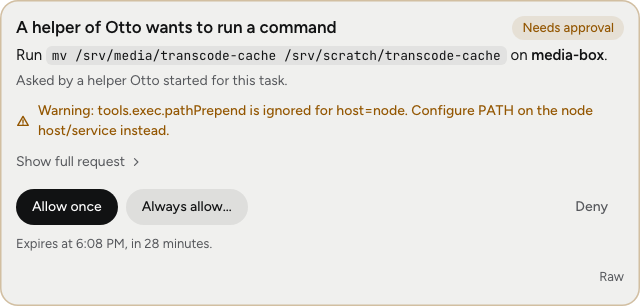 A helper of Otto wants to run a command
Needs approval
Run mv /srv/media/transcode-cache /srv/scratch/transcode-cache on media-box.
Asked by a helper Otto started for this task.
Warning: tools.exec.pathPrepend is ignored for host=node. Configure PATH on the node
host/service instead.
Show full request
Allow once
Always allow...
Deny
Expires at 6:08 PM, in 28 minutes.
Raw